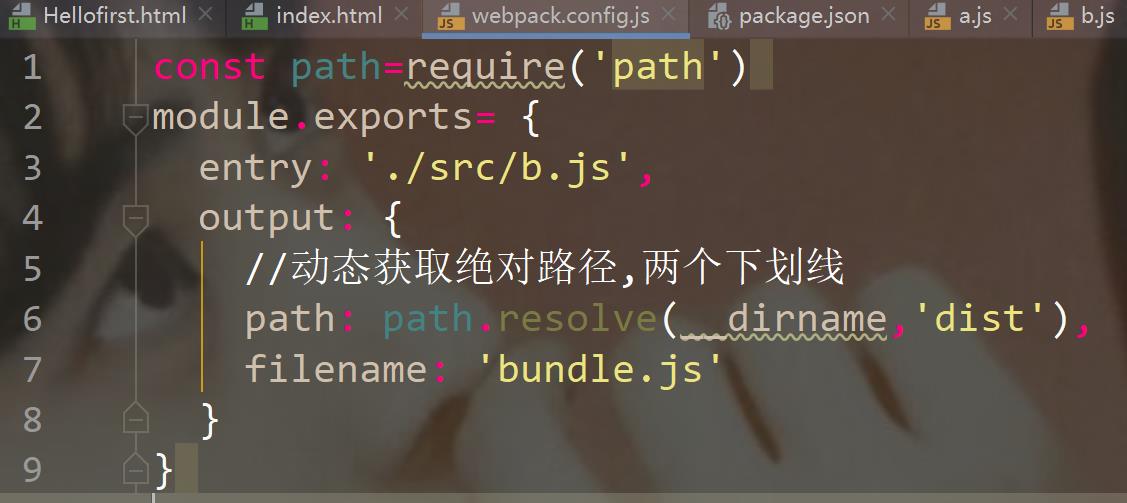 Hellofirst.html index.html webpack.config.js package.json a.js b.js
1 const path=require('path')
2 module.exports= {
3   entry: './src/b.js',
4   output: {
5     //动态获取绝对路径,两个下划线
6     path: path.resolve(__dirname,'dist'),
7     filename: 'bundle.js'
8   }
9 }